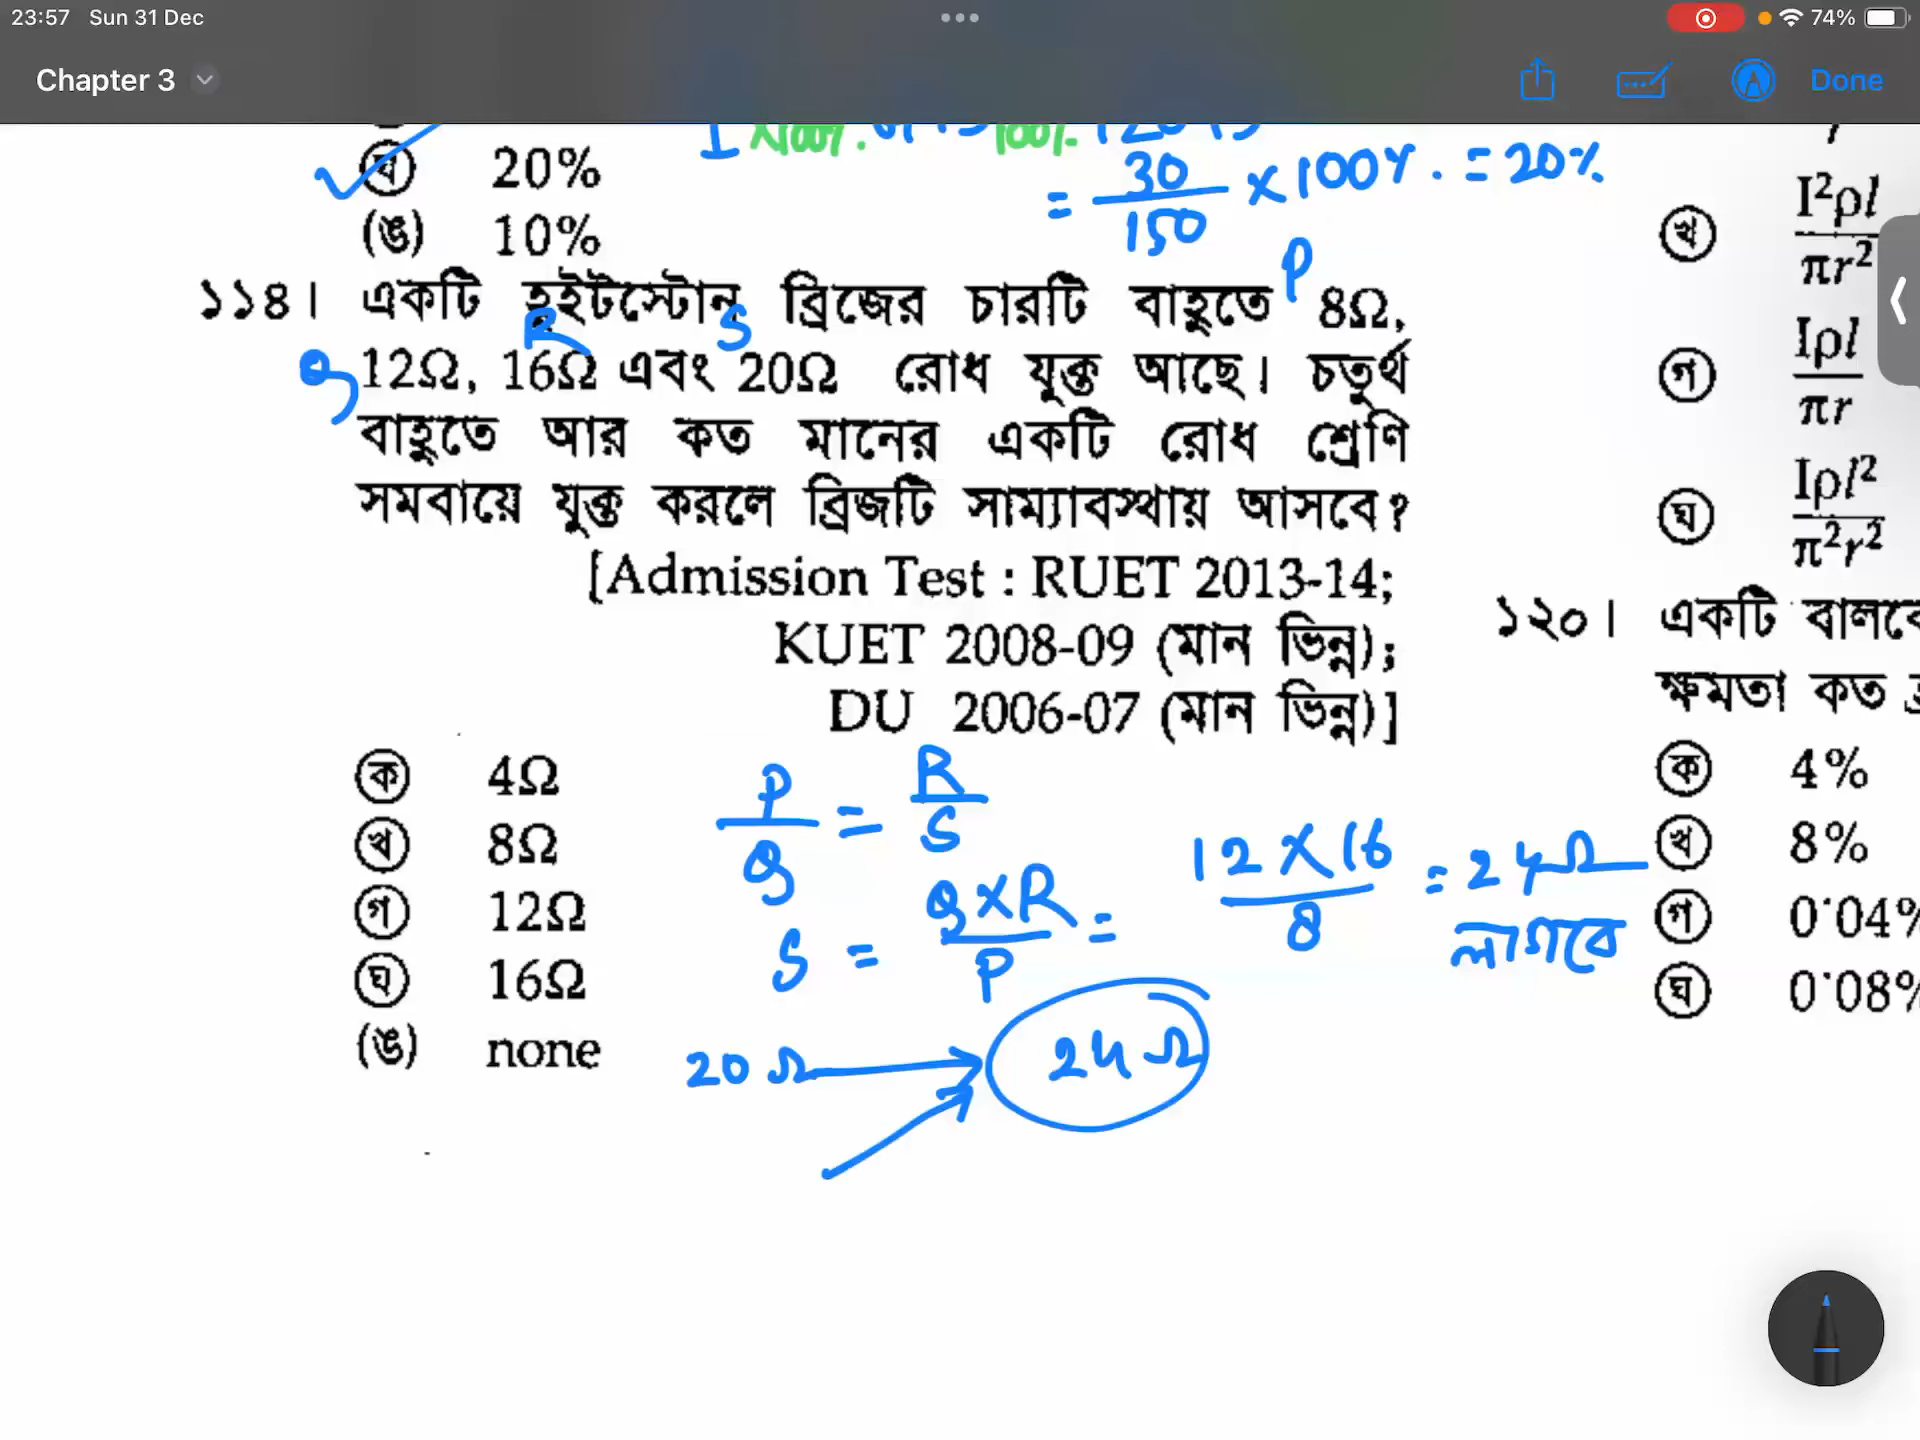 23:57 Sun 31 Dec
74%
Chapter 3
Done
ঘ 20%
= 30/150 × 100%. = 20%
(ঙ) 10%
P
১১৪। একটি হুইটস্টোন ব্রিজের চারটি বাহুতে 8Ω,
R S
Q 12Ω, 16Ω এবং 20Ω রোধ যুক্ত আছে। চতুর্থ
বাহুতে আর কত মানের একটি রোধ শ্রেণি
সমবায়ে যুক্ত করলে ব্রিজটি সাম্যাবস্থায় আসবে?
[Admission Test : RUET 2013-14;
KUET 2008-09 (মান ভিন্ন);
DU 2006-07 (মান ভিন্ন)]
ক 4Ω
খ 8Ω
গ 12Ω
ঘ 16Ω
(ঙ) none
P/Q = R/S
S = Q×R/P = 12×16/8 = 24Ω
লাগবে
20Ω 24Ω
খ I²ρl/πr²
গ Iρl/πr
ঘ Iρl²/π²r²
১২০। একটি
ক্ষমতা কত
ক 4%
খ 8%
গ 0·04%
ঘ 0·08%